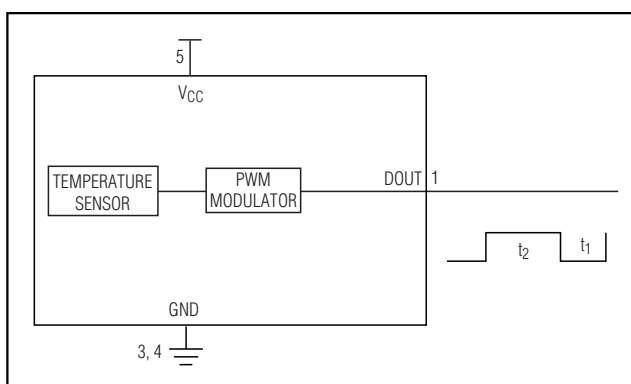 5
VCC
TEMPERATURE
SENSOR
PWM
MODULATOR
DOUT 1
t2
t1
GND
3, 4